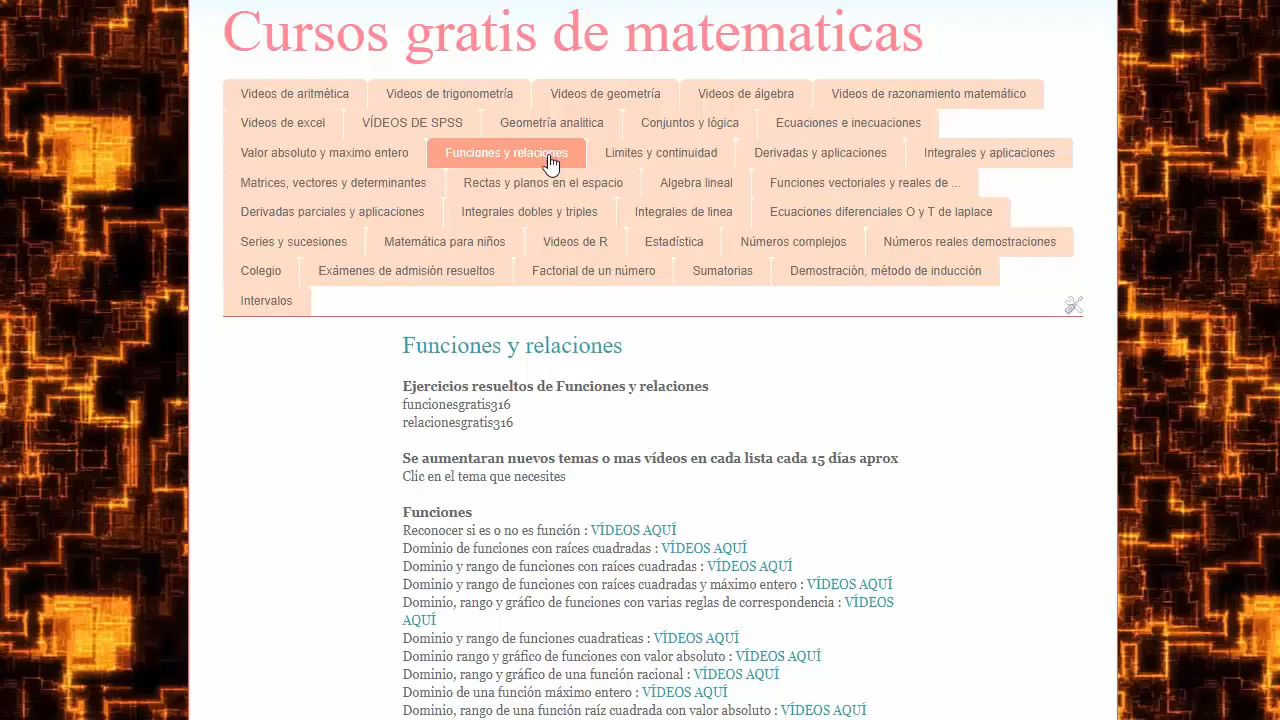 Cursos gratis de matematicas
Videos de aritmética Videos de trigonometría Videos de geometría Videos de álgebra Videos de razonamiento matemático
Videos de excel VÍDEOS DE SPSS Geometría analitica Conjuntos y lógica Ecuaciones e inecuaciones
Valor absoluto y maximo entero Funciones y relaciones Limites y continuidad Derivadas y aplicaciones Integrales y aplicaciones
Matrices, vectores y determinantes Rectas y planos en el espacio Algebra lineal Funciones vectoriales y reales de ...
Derivadas parciales y aplicaciones Integrales dobles y triples Integrales de linea Ecuaciones diferenciales O y T de laplace
Series y sucesiones Matemática para niños Videos de R Estadística Números complejos Números reales demostraciones
Colegio Exámenes de admisión resueltos Factorial de un número Sumatorias Demostración, método de inducción
Intervalos
Funciones y relaciones
Ejercicios resueltos de Funciones y relaciones
funcionesgratis316
relacionesgratis316
Se aumentaran nuevos temas o mas vídeos en cada lista cada 15 días aprox
Clic en el tema que necesites
Funciones
Reconocer si es o no es función : VÍDEOS AQUÍ
Dominio de funciones con raíces cuadradas : VÍDEOS AQUÍ
Dominio y rango de funciones con raíces cuadradas : VÍDEOS AQUÍ
Dominio y rango de funciones con raíces cuadradas y máximo entero : VÍDEOS AQUÍ
Dominio, rango y gráfico de funciones con varias reglas de correspondencia : VÍDEOS
AQUÍ
Dominio y rango de funciones cuadraticas : VÍDEOS AQUÍ
Dominio rango y gráfico de funciones con valor absoluto : VÍDEOS AQUÍ
Dominio, rango y gráfico de una función racional : VÍDEOS AQUÍ
Dominio de una función máximo entero : VÍDEOS AQUÍ
Dominio, rango de una función raíz cuadrada con valor absoluto : VÍDEOS AQUÍ